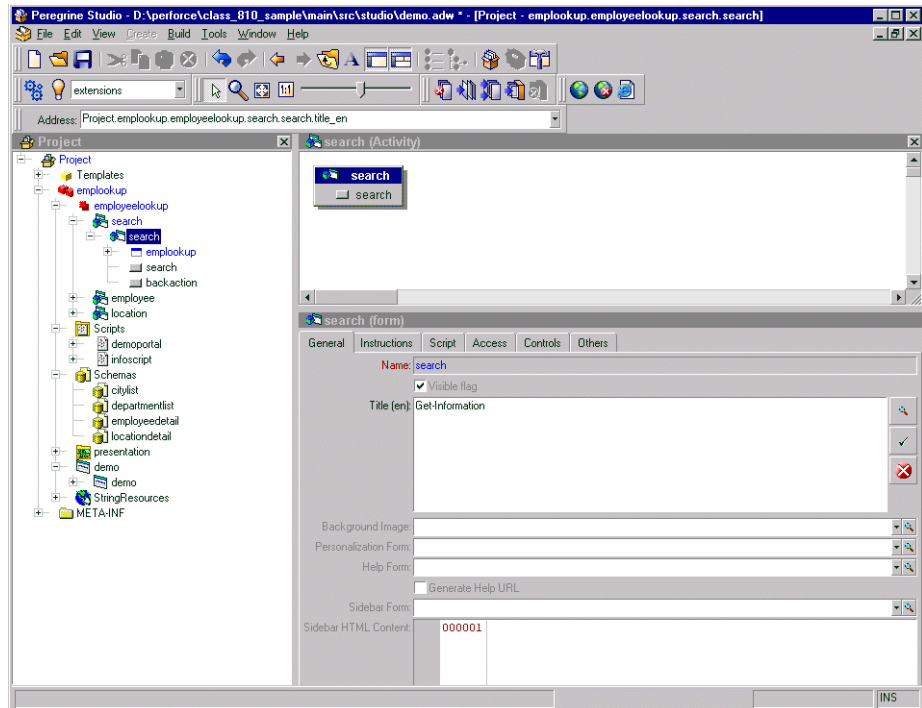 Peregrine Studio - D:\perforce\class_810_sample\main\src\studio\demo.adw * - [Project - emplookup.employeelookup.search.search]
File Edit View Create Build Tools Window Help
A
extensions
1:1
Address: Project.emplookup.employeelookup.search.search.title_en
Project
Project
Templates
emplookup
employeelookup
search
search
emplookup
search
backaction
employee
location
Scripts
demoportal
infoscript
Schemas
citylist
departmentlist
employeedetail
locationdetail
presentation
demo
demo
StringResources
META-INF
search (Activity)
search
search
search (form)
General Instructions Script Access Controls Others
Name: search
Visible flag
Title (en): Get-Information
Background Image:
Personalization Form:
Help Form:
Generate Help URL
Sidebar Form:
Sidebar HTML Content: 000001
INS